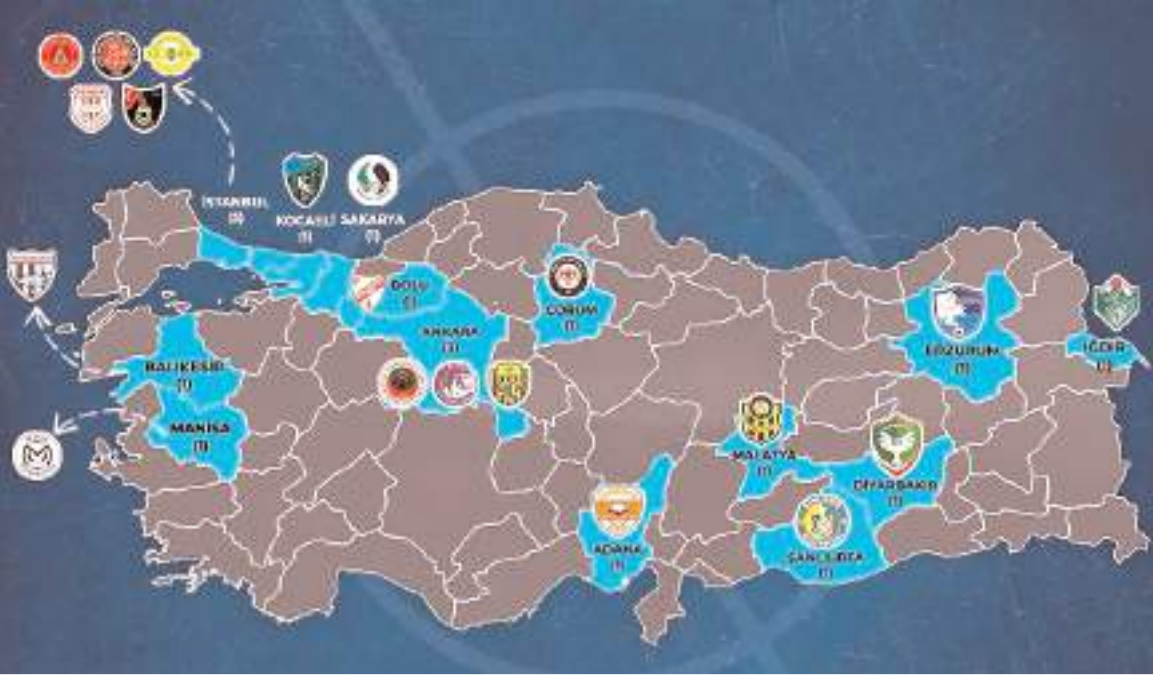 İSTANBUL
(5)
KOCAELİ
(1)
SAKARYA
(1)
BOLU
(1)
ÇORUM
(1)
ANKARA
(3)
ERZURUM
(1)
IĞDIR
(1)
BALIKESİR
(1)
MANİSA
(1)
MALATYA
(1)
DİYARBAKIR
(1)
ADANA
(1)
ŞANLIURFA
(1)